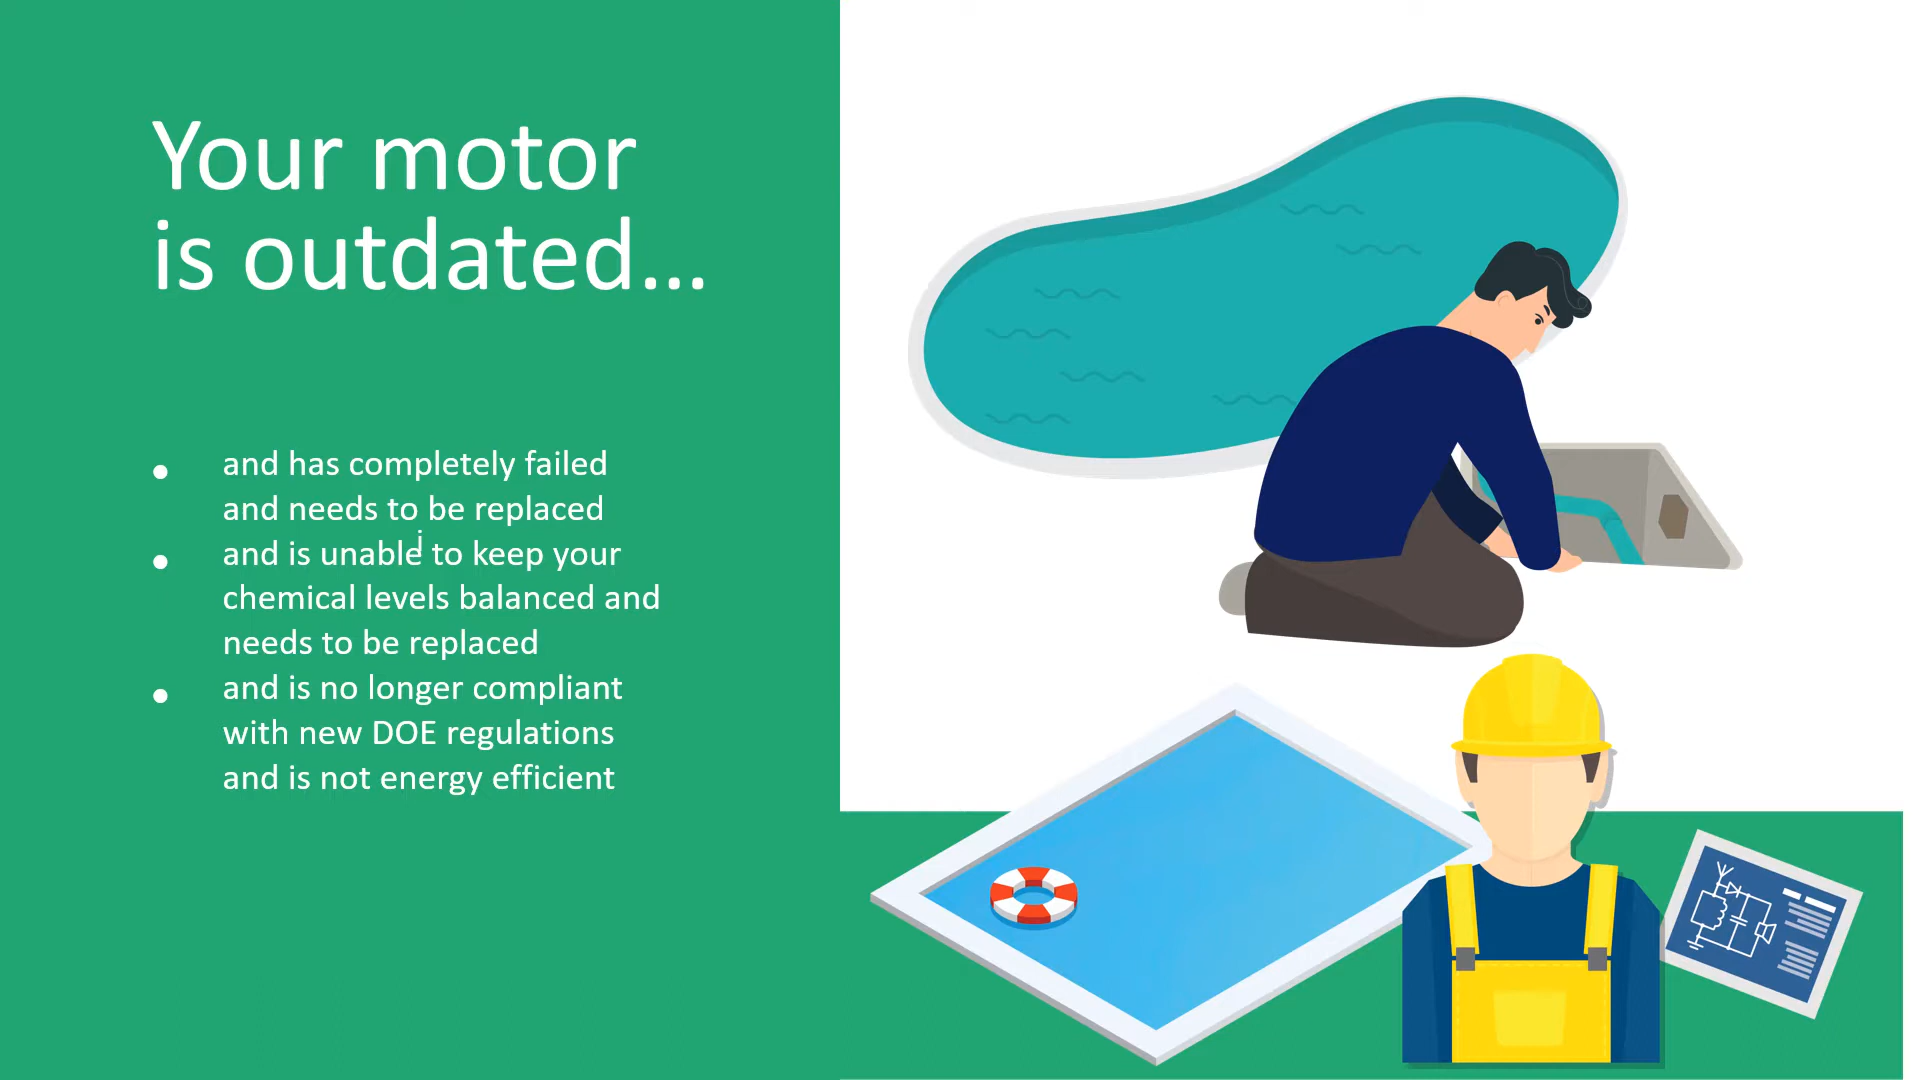 Your motor
is outdated...
• and has completely failed
and needs to be replaced
• and is unable to keep your
chemical levels balanced and
needs to be replaced
• and is no longer compliant
with new DOE regulations
and is not energy efficient